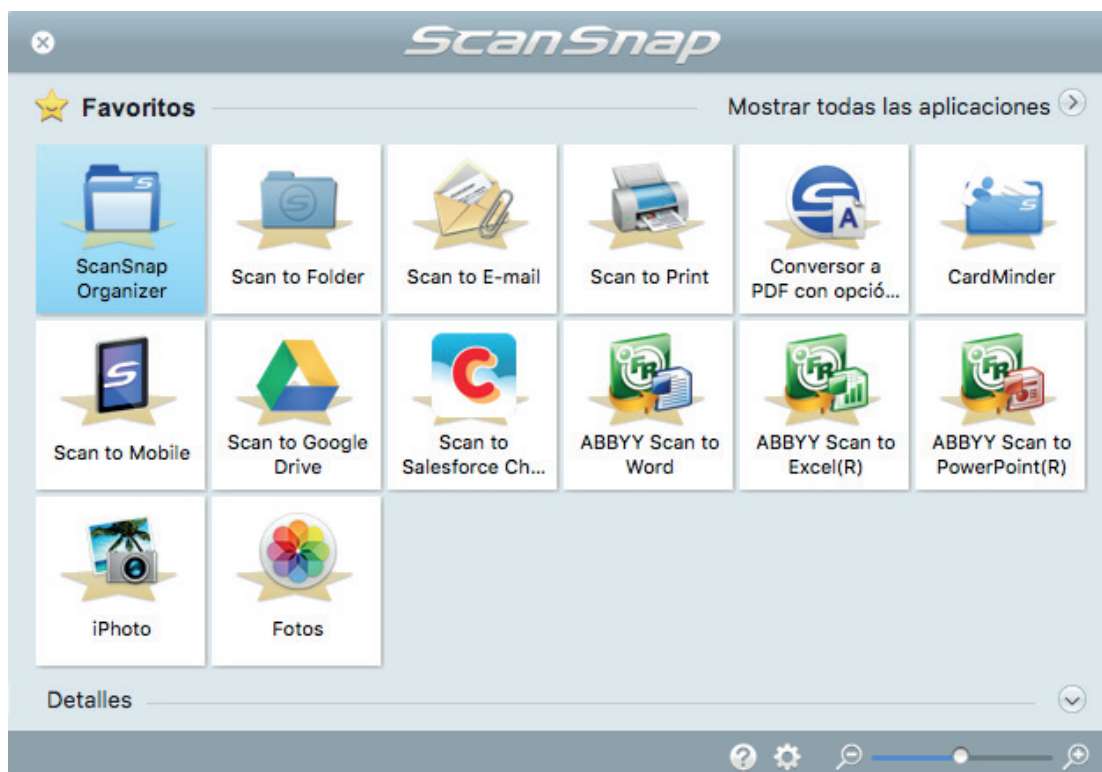 ScanSnap
Favoritos
Mostrar todas las aplicaciones
ScanSnap
Organizer
Scan to Folder
Scan to E-mail
Scan to Print
Conversor a
PDF con opció...
CardMinder
Scan to Mobile
Scan to Google
Drive
Scan to
Salesforce Ch...
ABBYY Scan to
Word
ABBYY Scan to
Excel(R)
ABBYY Scan to
PowerPoint(R)
iPhoto
Fotos
Detalles